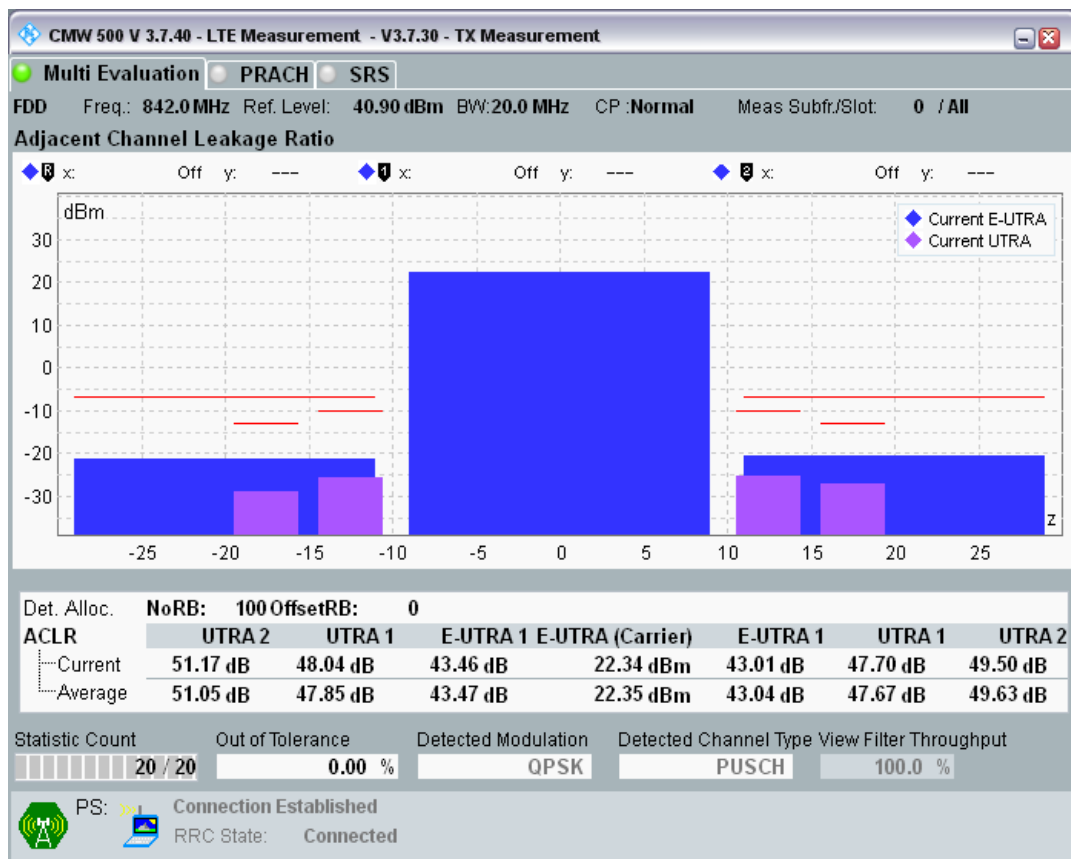 CMW 500 V 3.7.40 - LTE Measurement - V3.7.30 - TX Measurement
Multi Evaluation PRACH SRS
FDD Freq.: 842.0 MHz Ref. Level: 40.90 dBm BW:20.0 MHz CP :Normal Meas Subfr./Slot: 0 / All
Adjacent Channel Leakage Ratio
R x: Off y: --- 1 x: Off y: --- 2 x: Off y: ---
dBm
Current E-UTRA
Current UTRA
30
20
10
0
-10
-20
-30
z
-25 -20 -15 -10 -5 0 5 10 15 20 25
Det. Alloc. NoRB: 100 OffsetRB: 0
ACLR UTRA 2 UTRA 1 E-UTRA 1 E-UTRA (Carrier) E-UTRA 1 UTRA 1 UTRA 2
Current 51.17 dB 48.04 dB 43.46 dB 22.34 dBm 43.01 dB 47.70 dB 49.50 dB
Average 51.05 dB 47.85 dB 43.47 dB 22.35 dBm 43.04 dB 47.67 dB 49.63 dB
Statistic Count Out of Tolerance Detected Modulation Detected Channel Type View Filter Throughput
20 / 20 0.00 % QPSK PUSCH 100.0 %
PS: Connection Established
RRC State: Connected